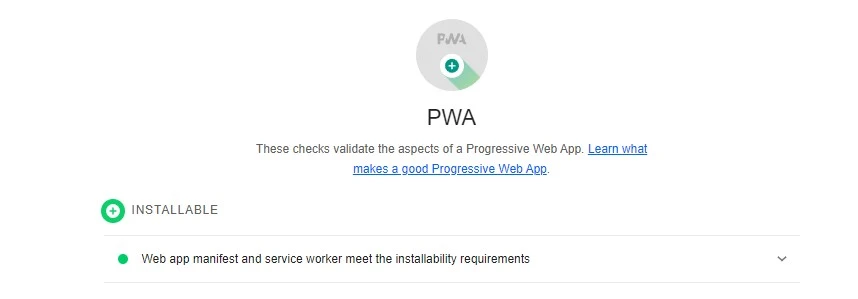 PWA
PWA
These checks validate the aspects of a Progressive Web App. Learn what
makes a good Progressive Web App.
INSTALLABLE
Web app manifest and service worker meet the installability requirements